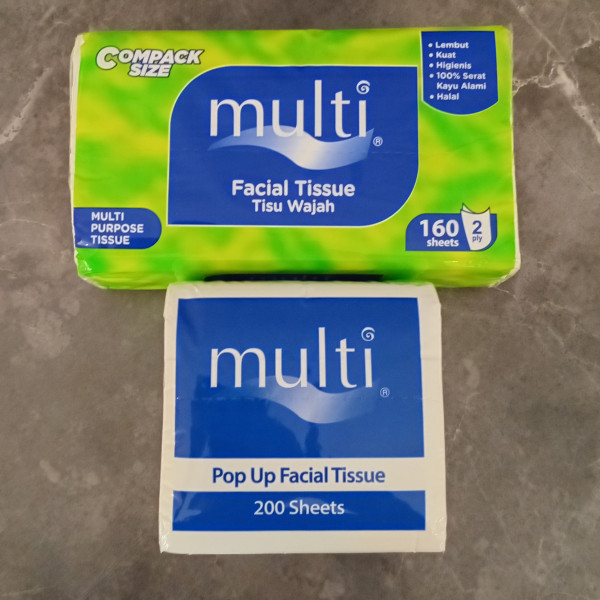 COMPACK
SIZE
multi
®
Facial Tissue
Tisu Wajah
• Lembut
• Kuat
• Higienis
• 100% Serat
Kayu Alami
• Halal
MULTI
PURPOSE
TISSUE
160
sheets
2
ply
multi
®
Pop Up Facial Tissue
200 Sheets